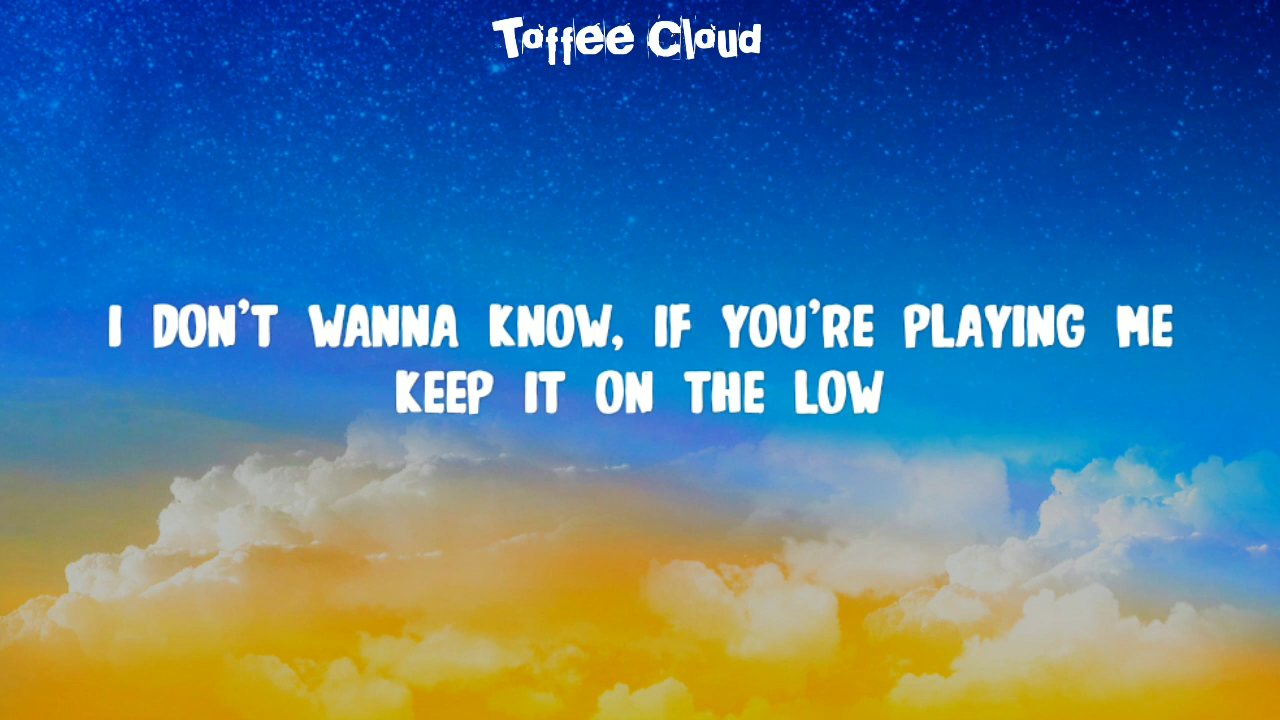 Toffee Cloud
I DON'T WANNA KNOW, IF YOU'RE PLAYING ME
KEEP IT ON THE LOW